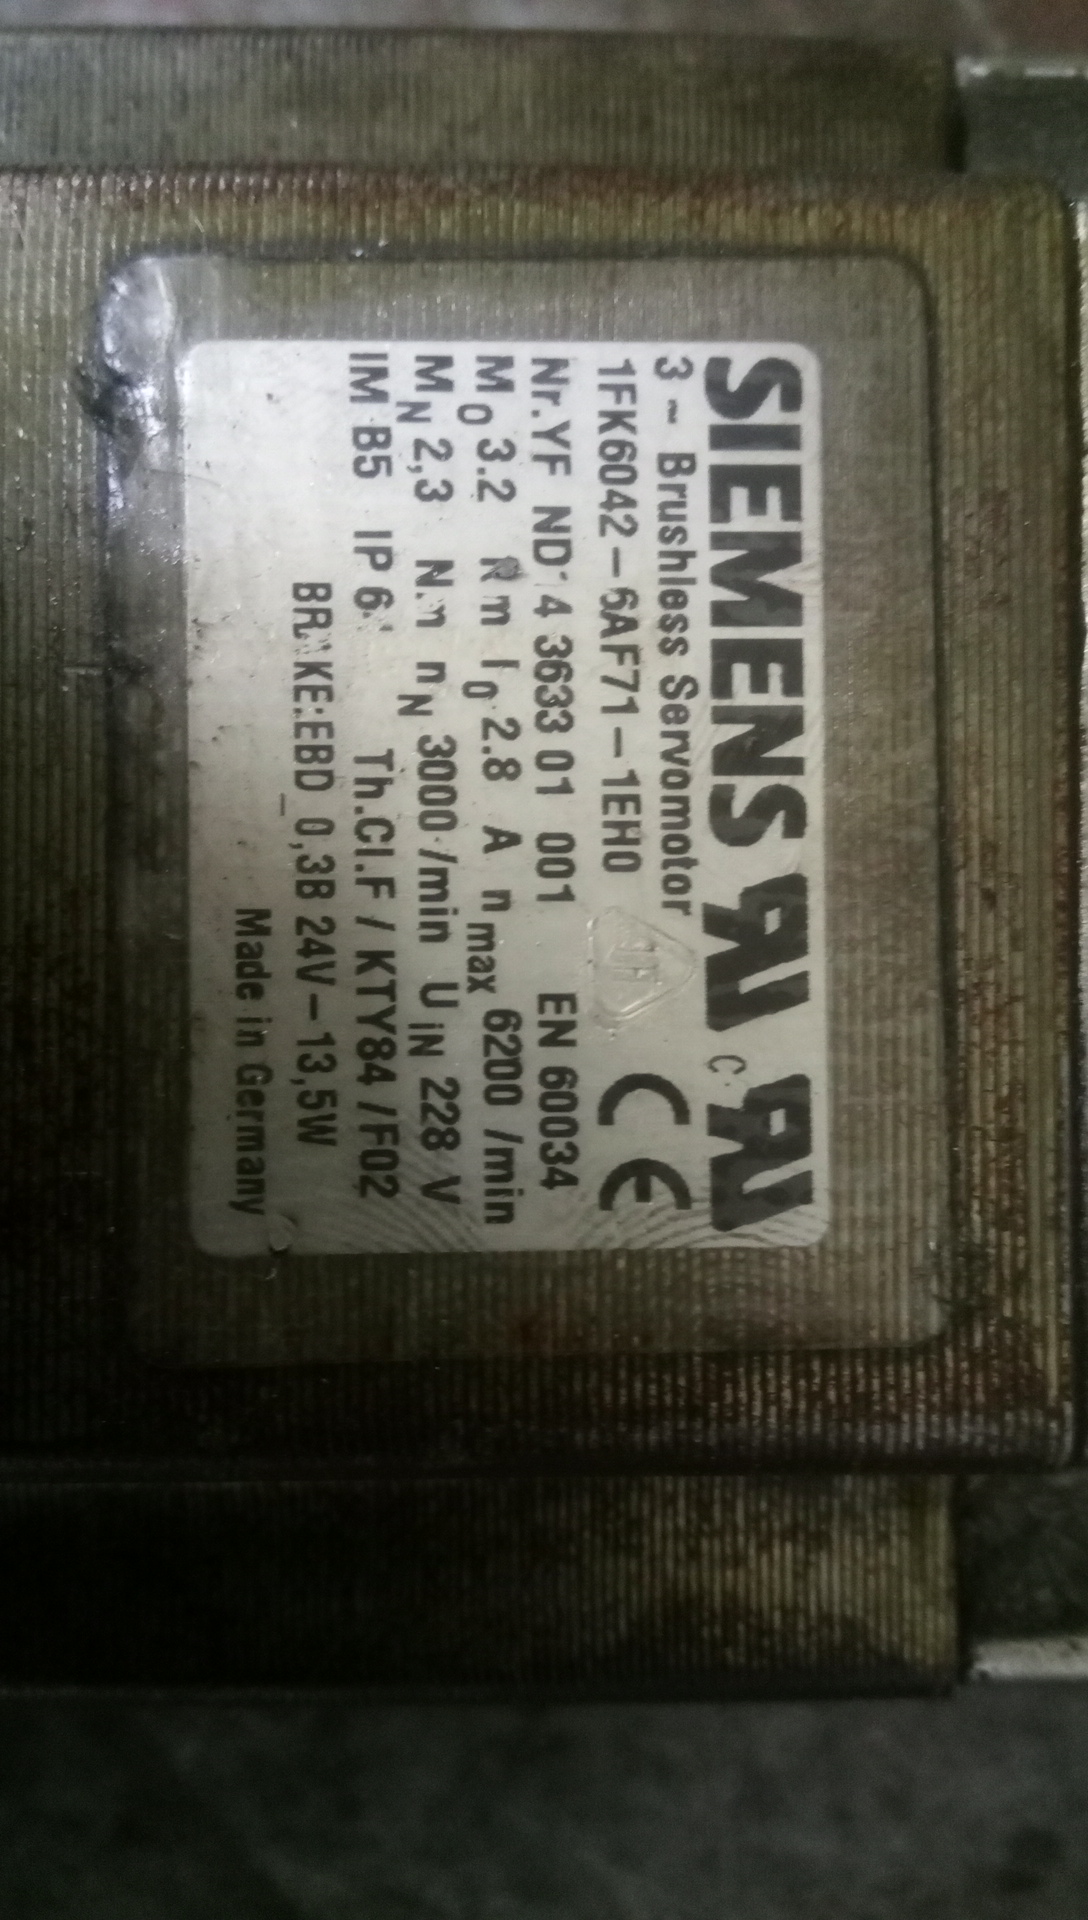 SIEMENS
3~ Brushless Servomotor
1FK6042-6AF71-1EH0
Nr.YF ND 4 3633 01 001 EN 60034
M0 3.2 Nm I0 2.8 A nmax 6200 /min
MN 2,3 Nm nN 3000 /min UIN 228 V
IM B5 Th.Cl.F / KTY84 / F02
BRAKE:EBD_0,3B 24V-13,5W
Made in Germany